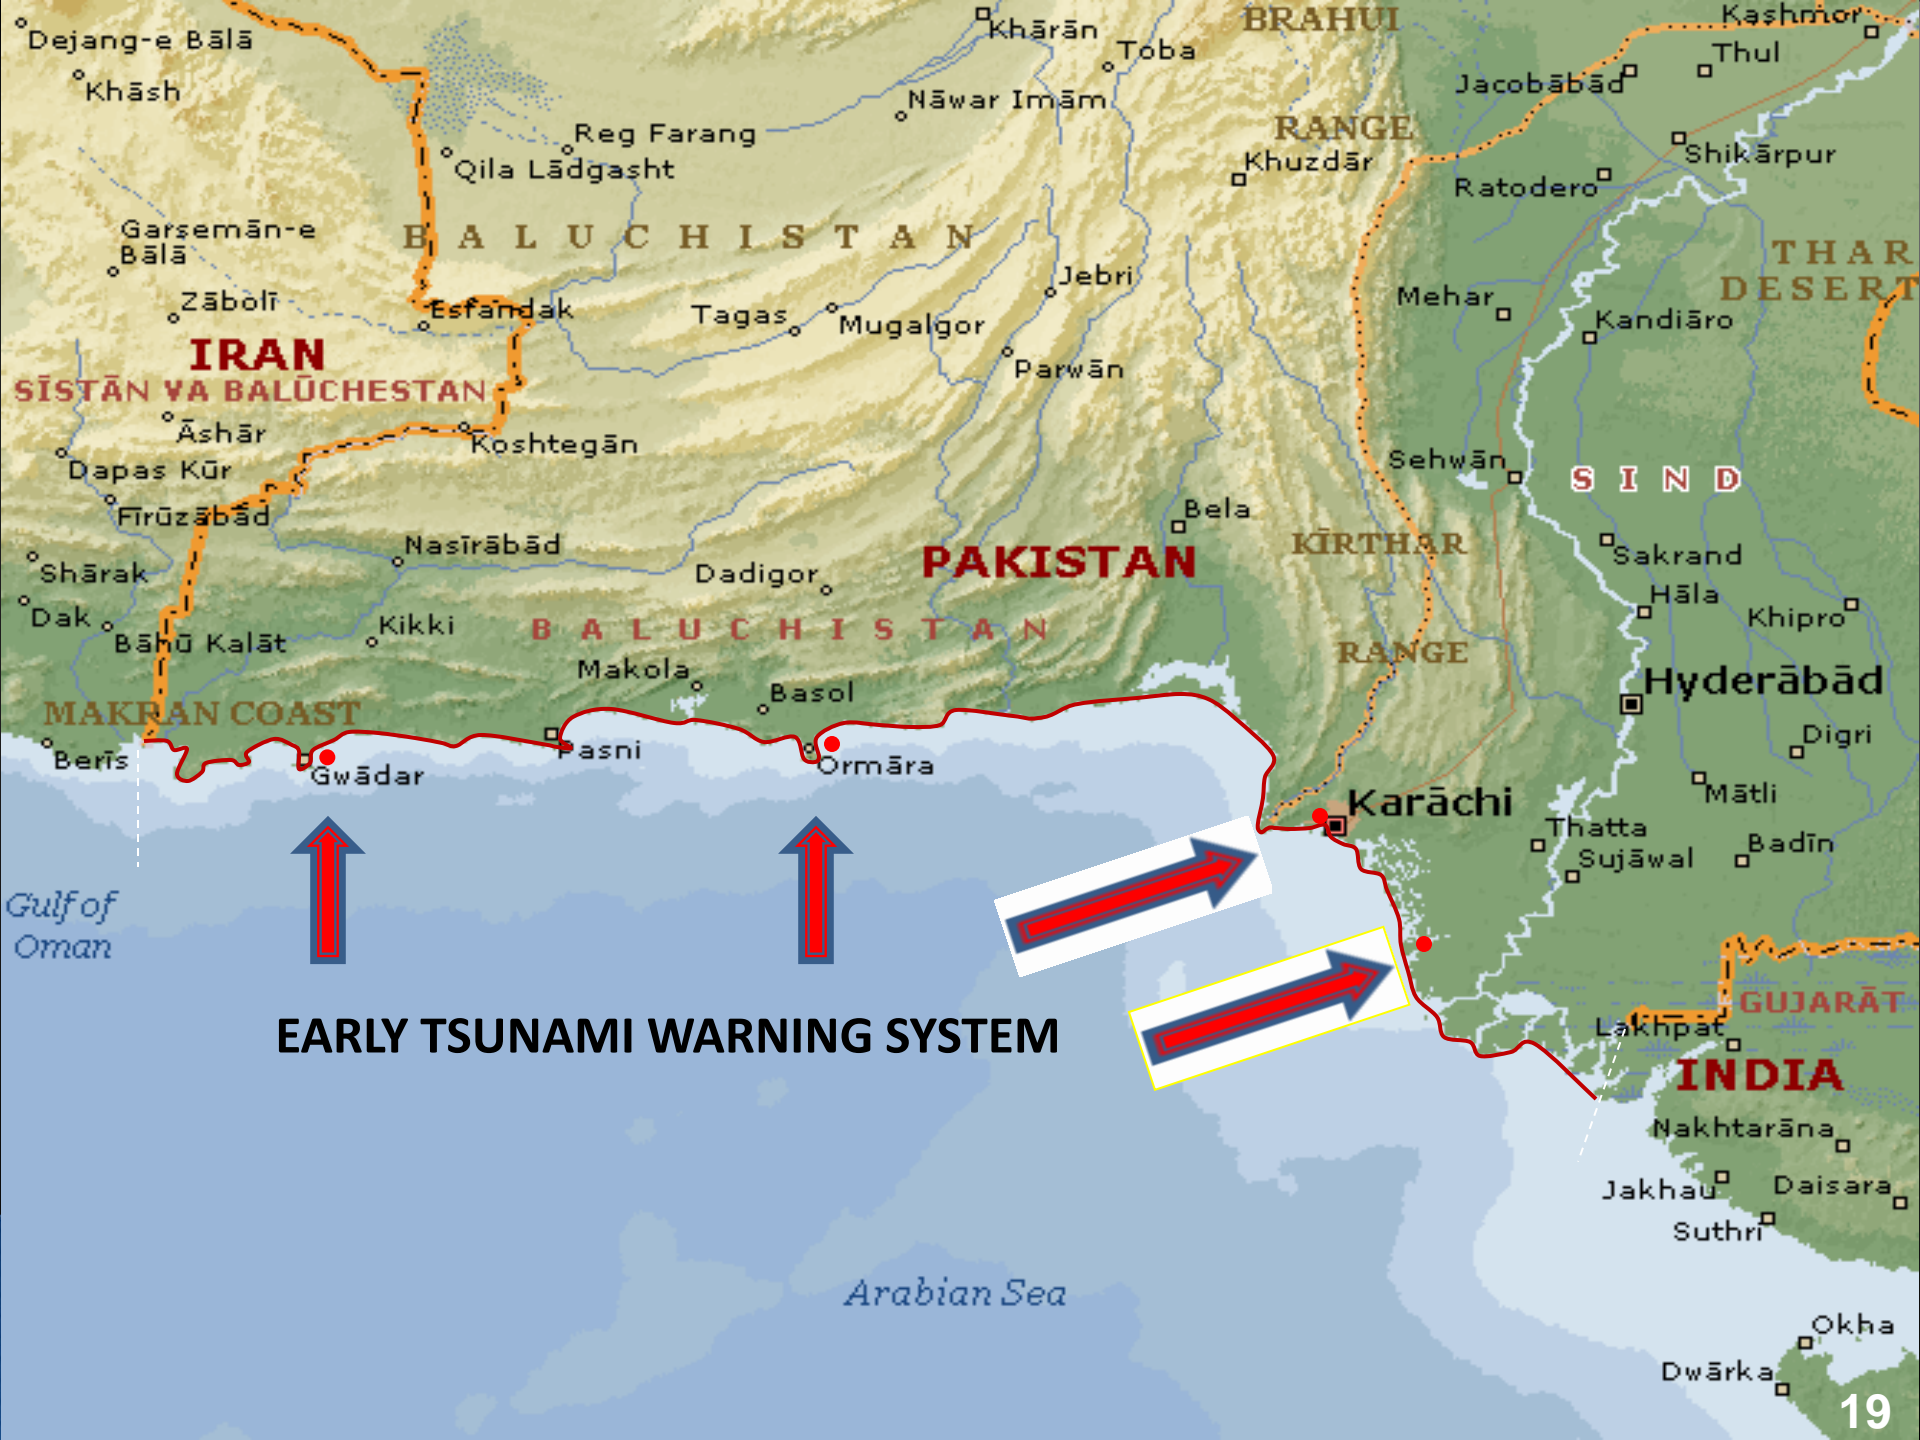 Dejang-e Bālā
Khāsh
Khārān
Toba
BRAHUI
RANGE
Kashmor
Thul
Jacobābād
Nāwar Imām
Reg Farang
Qila Lādgasht
Khuzdār
Shikārpur
Ratodero
Garsemān-e
Bālā
BALUCHISTAN
THAR
DESERT
Zābolī
Esfandak
Tagas
Mugalgor
Jebri
Mehar
Kandiāro
IRAN
SĪSTĀN VA BALŪCHESTAN
Parwān
Āshār
Koshtegān
Dapas Kūr
Sehwān
SIND
Fīrūzābād
Bela
Nasīrābād
PAKISTAN
KĪRTHAR
RANGE
Sakrand
Shārak
Dadigor
Hāla
Khipro
Dak
Bāhū Kalāt
Kikki
BALUCHISTAN
Makola
Basol
Hyderābād
MAKRAN COAST
Berīs
Gwādar
Pasni
Ormāra
Digri
Mātli
Karāchi
Thatta
Sujāwal
Badīn
Gulf of
Oman
EARLY TSUNAMI WARNING SYSTEM
GUJARĀT
Lakhpat
INDIA
Nakhtarāna
Jakhau
Daisara
Suthri
Arabian Sea
Okha
Dwārka
19